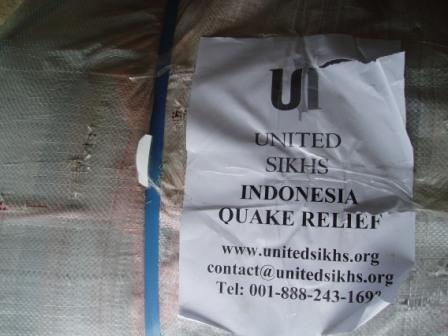 UNITED
SIKHS
INDONESIA
QUAKE RELIEF
www.unitedsikhs.org
contact@unitedsikhs.org
Tel: 001-888-243-169